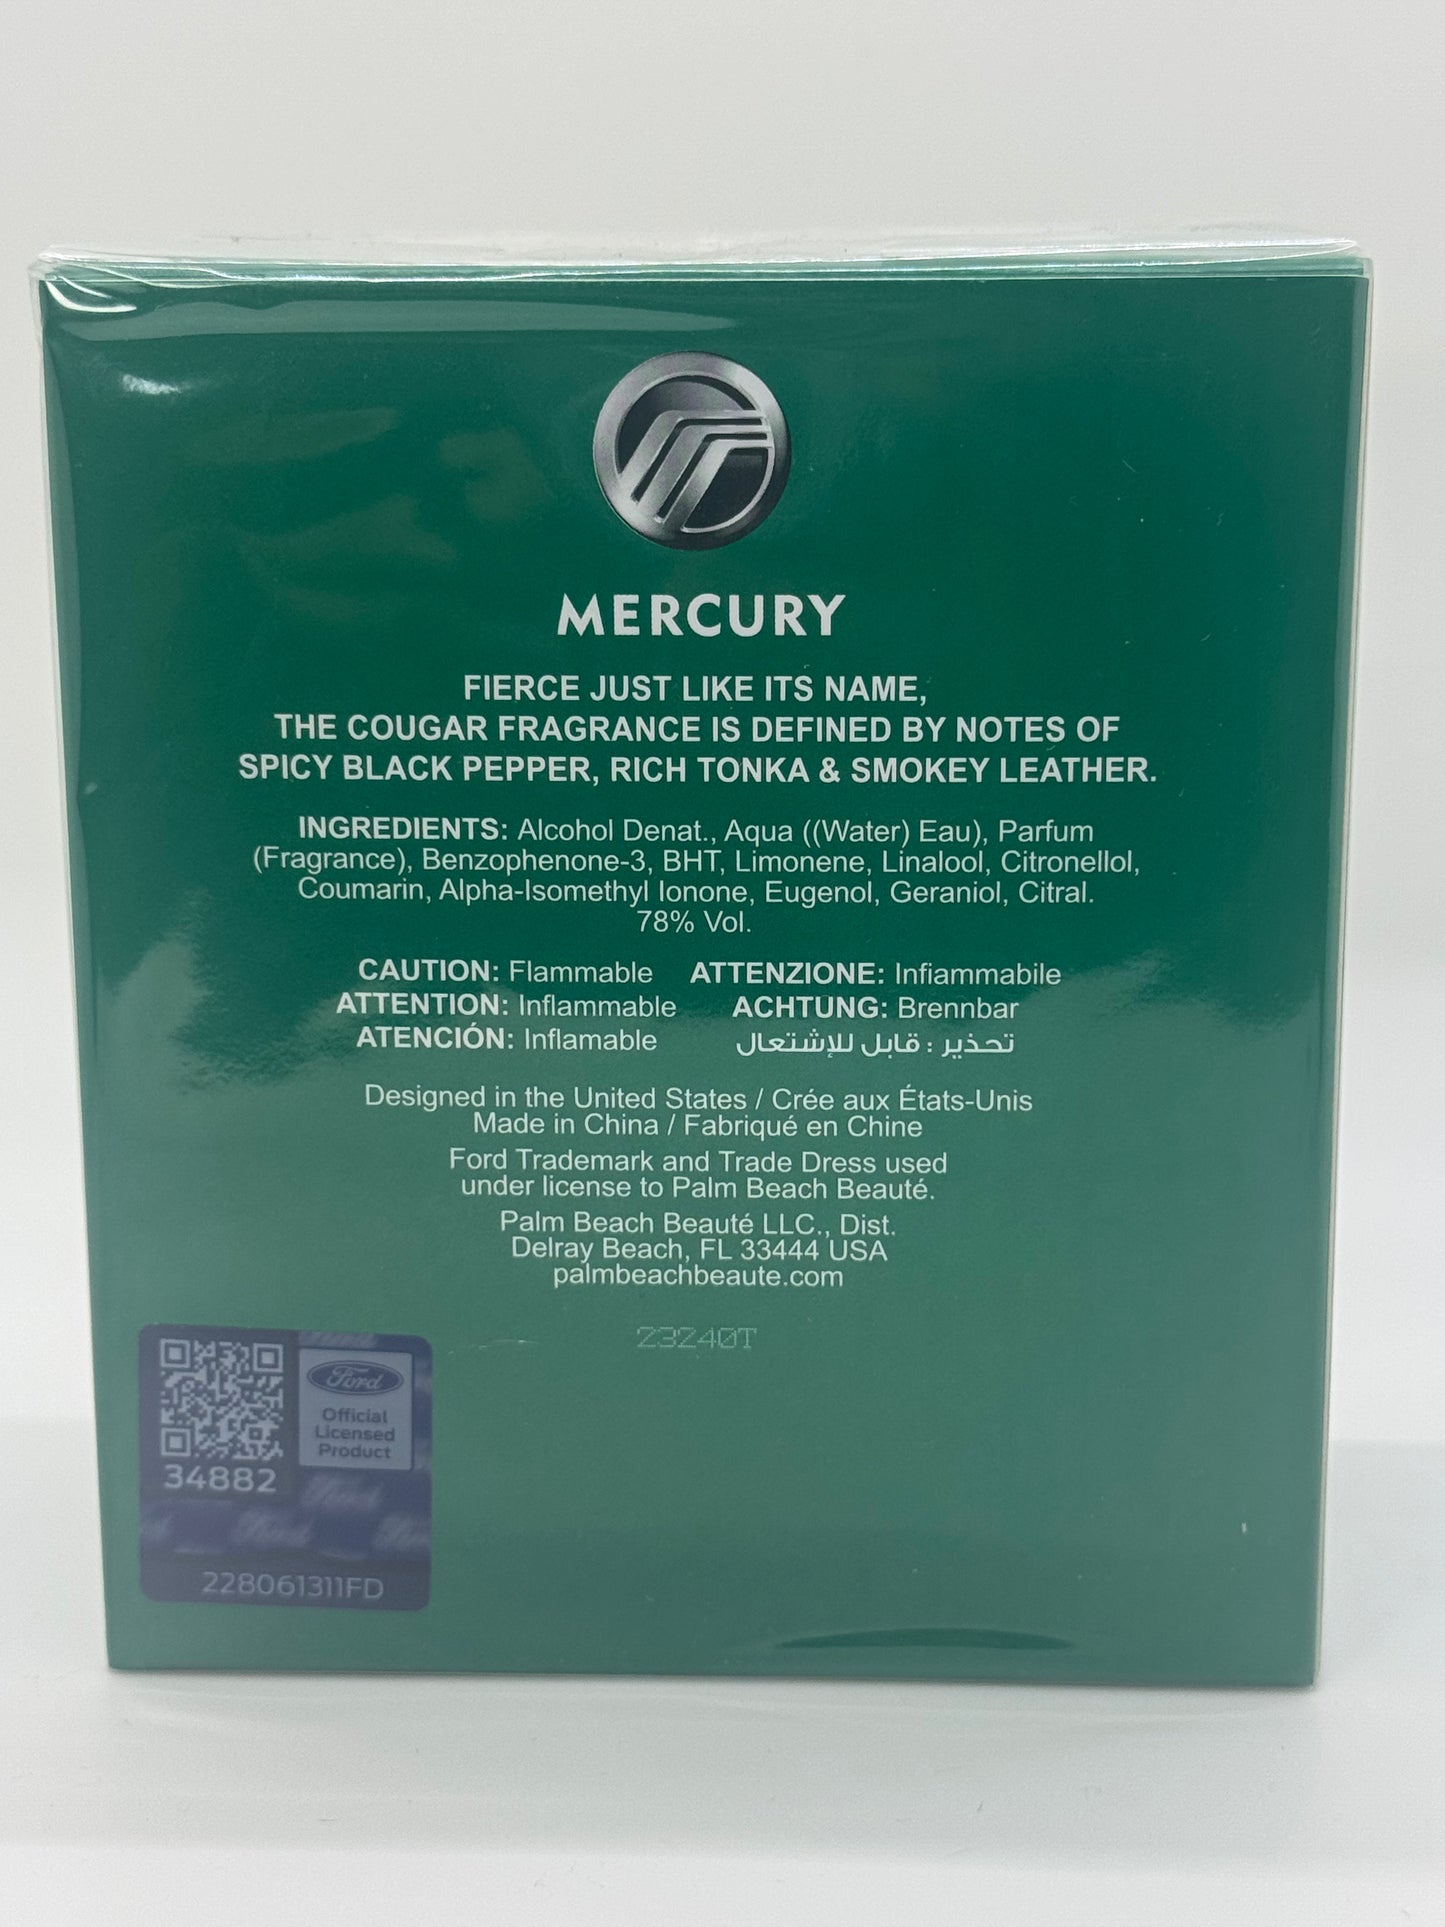 MERCURY
FIERCE JUST LIKE ITS NAME,
THE COUGAR FRAGRANCE IS DEFINED BY NOTES OF
SPICY BLACK PEPPER, RICH TONKA & SMOKEY LEATHER.
INGREDIENTS: Alcohol Denat., Aqua ((Water) Eau), Parfum
(Fragrance), Benzophenone-3, BHT, Limonene, Linalool, Citronellol,
Coumarin, Alpha-Isomethyl Ionone, Eugenol, Geraniol, Citral.
78% Vol.
CAUTION: Flammable ATTENZIONE: Infiammabile
ATTENTION: Inflammable ACHTUNG: Brennbar
ATENCIÓN: Inflamable تحذير : قابل للإشتعال
Designed in the United States / Crée aux États-Unis
Made in China / Fabriqué en Chine
Ford Trademark and Trade Dress used
under license to Palm Beach Beauté.
Palm Beach Beauté LLC., Dist.
Delray Beach, FL 33444 USA
palmbeachbeaute.com
23240T
Ford
Official
Licensed
Product
34882
228061311FD